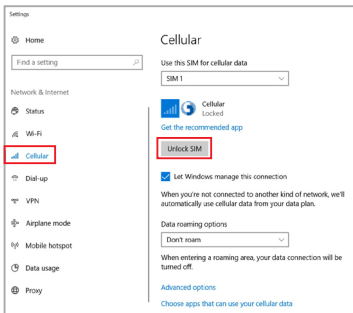 Settings
Home
Find a setting
Network & Internet
Status
Wi-Fi
Cellular
Dial-up
VPN
Airplane mode
Mobile hotspot
Data usage
Proxy
Cellular
Use this SIM for cellular data
SIM 1
Cellular
Locked
Get the recommended app
Unlock SIM
Let Windows manage this connection
When you're not connected to another kind of network, we'll
automatically use cellular data from your data plan.
Data roaming options
Don't roam
When entering a roaming area, your data connection will be
turned off.
Advanced options
Choose apps that can use your cellular data